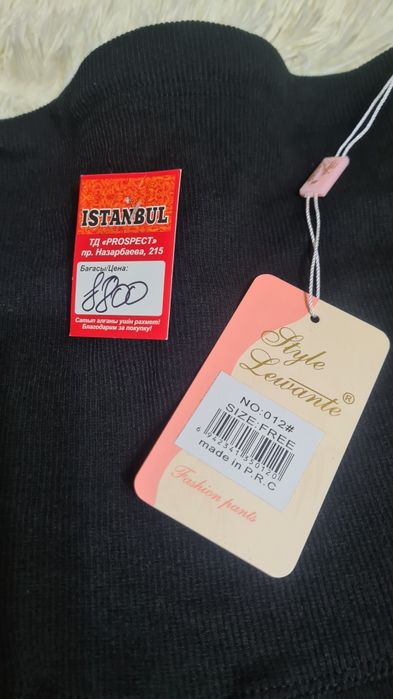 ISTANBUL
ТД «PROSPECT»
пр. Назарбаева, 215
Бағасы/Цена:
8800
Сатып алғаны үшін рахмет!
Благодарим за покупку!
Style
Lewante®
NO:012#
SIZE:FREE
made in P.R.C
Fashion pants